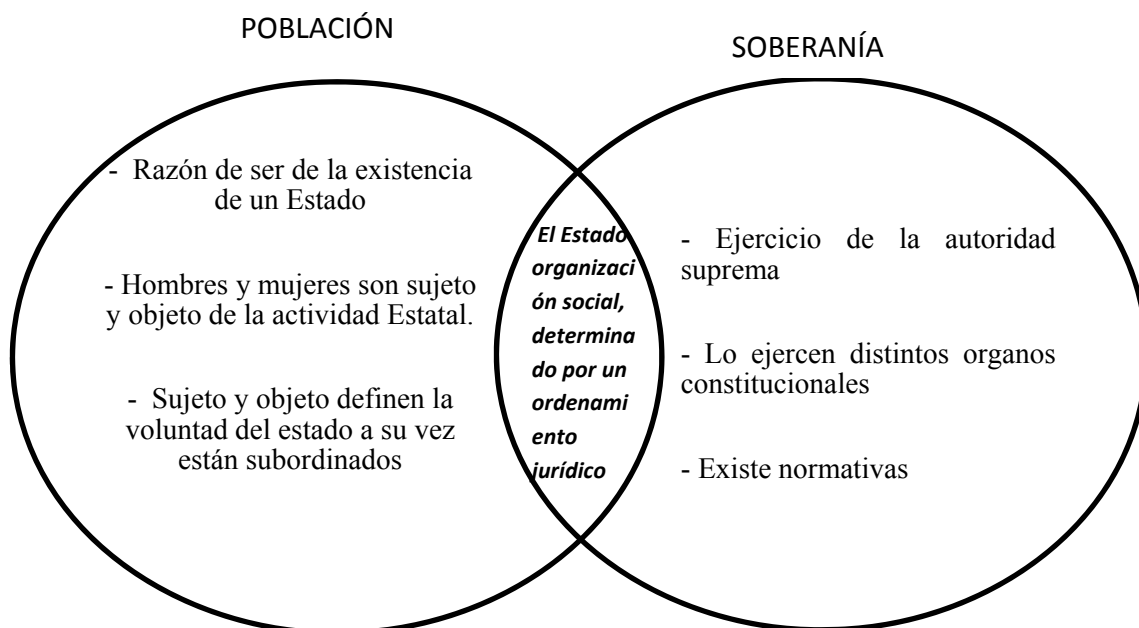 POBLACIÓN
SOBERANÍA
- Razón de ser de la existencia
de un Estado
- Hombres y mujeres son sujeto
y objeto de la actividad Estatal.
- Sujeto y objeto definen la
voluntad del estado a su vez
están subordinados
El Estado
organizaci
ón social,
determina
do por un
ordenami
ento
jurídico
- Ejercicio de la autoridad
suprema
- Lo ejercen distintos organos
constitucionales
- Existe normativas